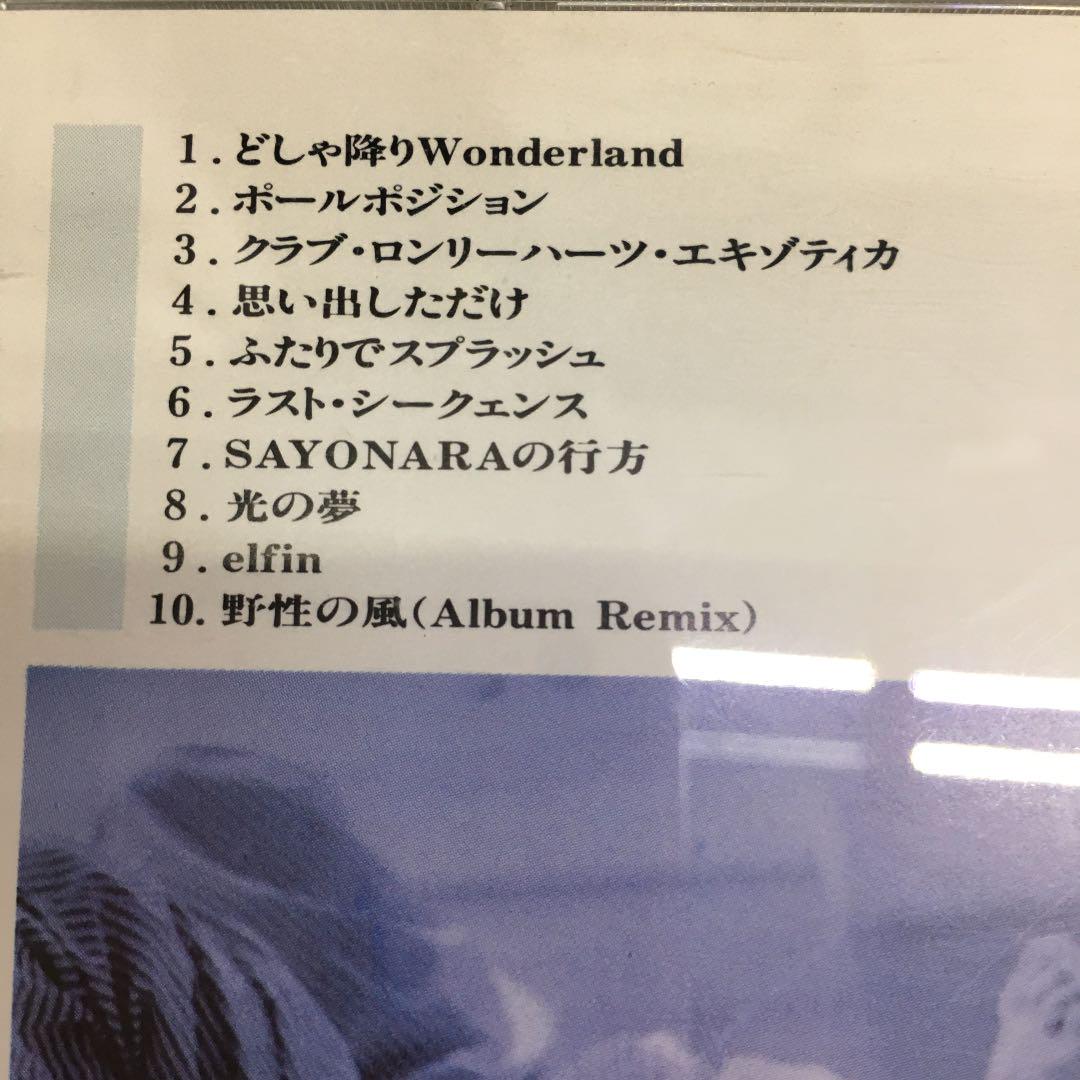 1.どしゃ降りWonderland
2.ポールポジション
3.クラブ・ロンリーハーツ・エキゾティカ
4.思い出しただけ
5.ふたりでスプラッシュ
6.ラスト・シークェンス
7.SAYONARAの行方
8.光の夢
9.elfin
10.野性の風(Album Remix)